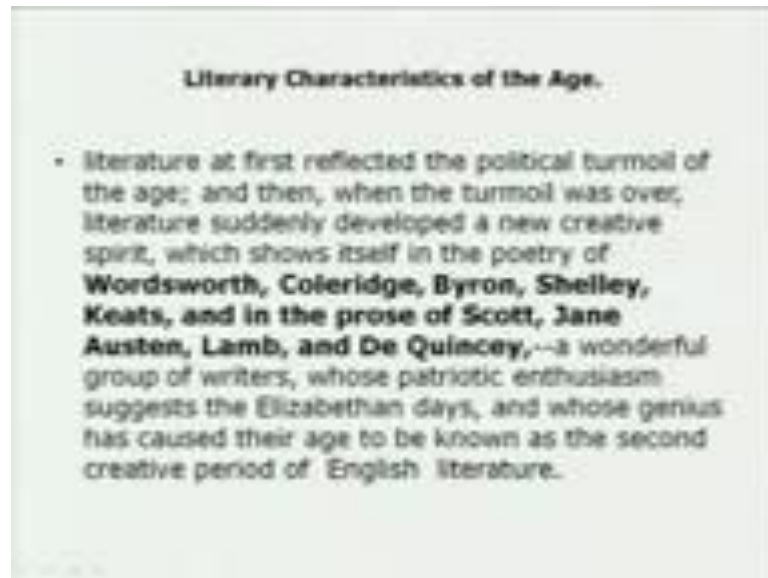 Literary Characteristics of the Age.
• literature at first reflected the political turmoil of
the age; and then, when the turmoil was over,
literature suddenly developed a new creative
spirit, which shows itself in the poetry of
Wordsworth, Coleridge, Byron, Shelley,
Keats, and in the prose of Scott, Jane
Austen, Lamb, and De Quincey,--a wonderful
group of writers, whose patriotic enthusiasm
suggests the Elizabethan days, and whose genius
has caused their age to be known as the second
creative period of English literature.